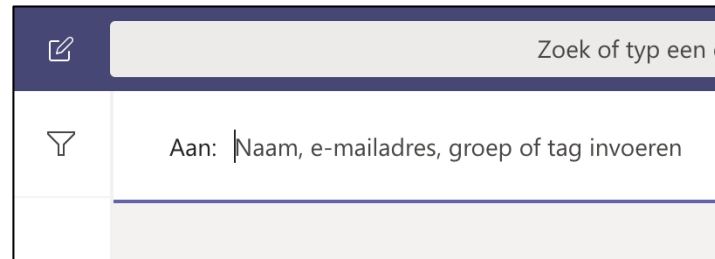 Zoek of typ een
Aan: Naam, e-mailadres, groep of tag invoeren